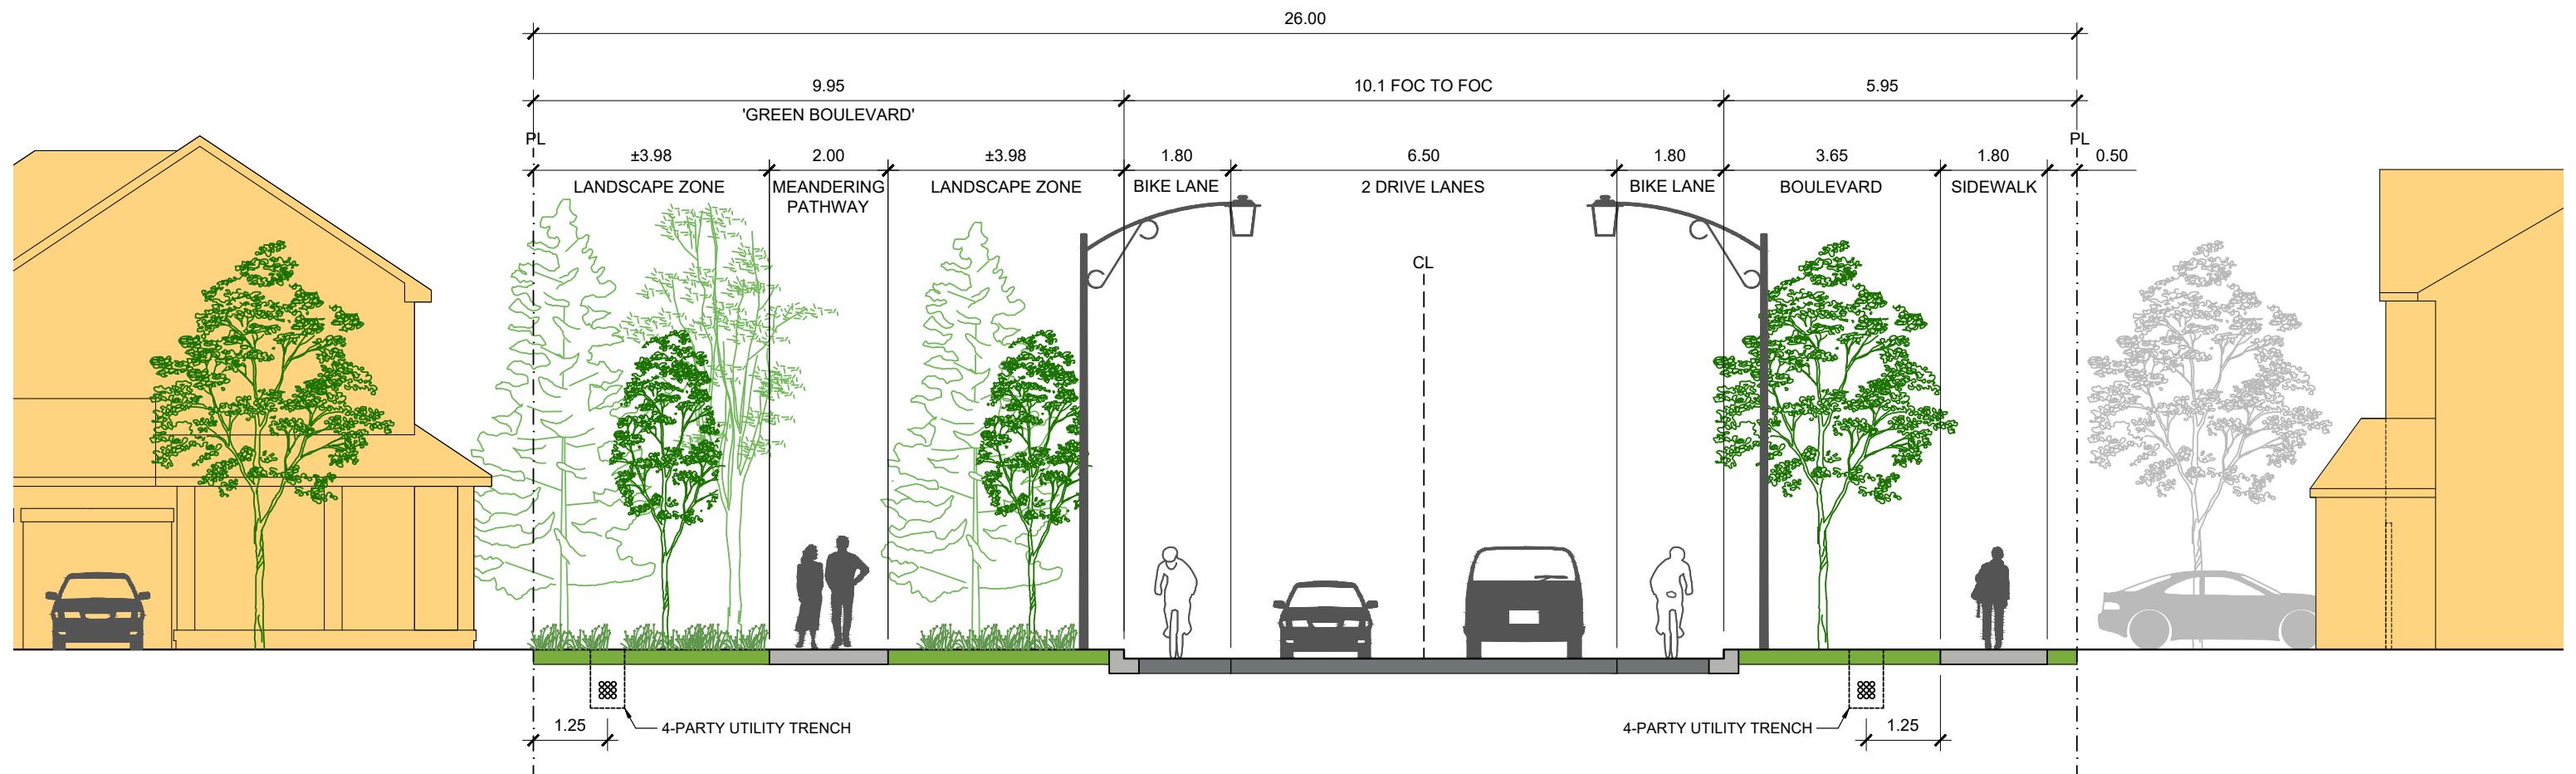 26.00
9.95
10.1 FOC TO FOC
5.95
'GREEN BOULEVARD'
PL
PL
±3.98
2.00
±3.98
1.80
6.50
1.80
3.65
1.80
0.50
LANDSCAPE ZONE
MEANDERING
PATHWAY
LANDSCAPE ZONE
BIKE LANE
2 DRIVE LANES
BIKE LANE
BOULEVARD
SIDEWALK
CL
1.25
4-PARTY UTILITY TRENCH
4-PARTY UTILITY TRENCH
1.25